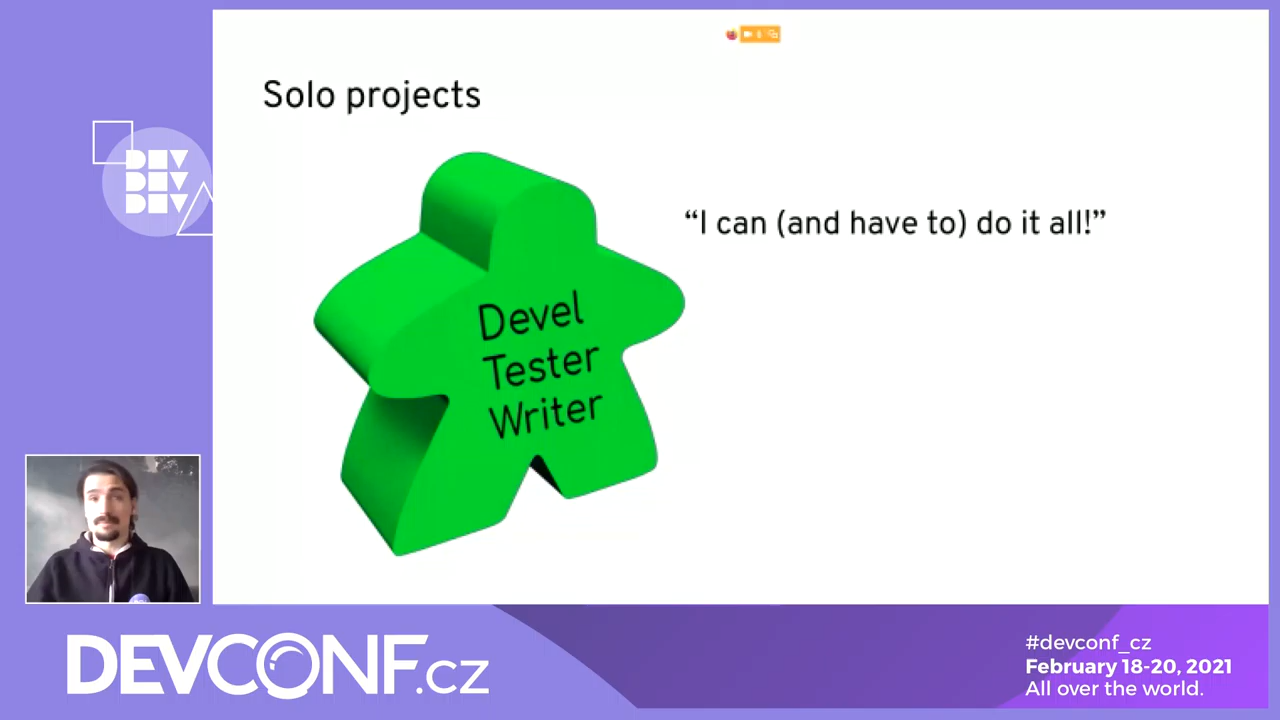 Solo projects
“I can (and have to) do it all!”
Devel
Tester
Writer
DEV
DEV
DEV
DEVCONF.cz
#devconf_cz
February 18-20, 2021
All over the world.